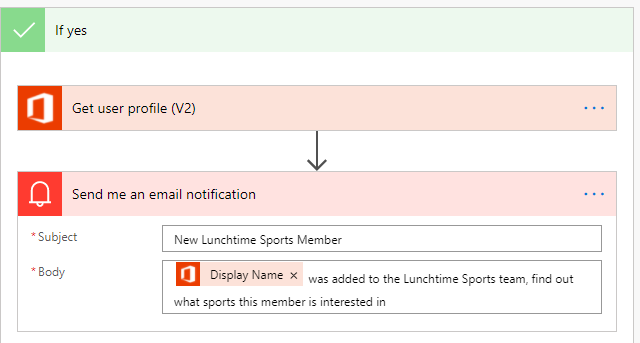 If yes
Get user profile (V2)
Send me an email notification
* Subject
New Lunchtime Sports Member
* Body
Display Name × was added to the Lunchtime Sports team, find out
what sports this member is interested in